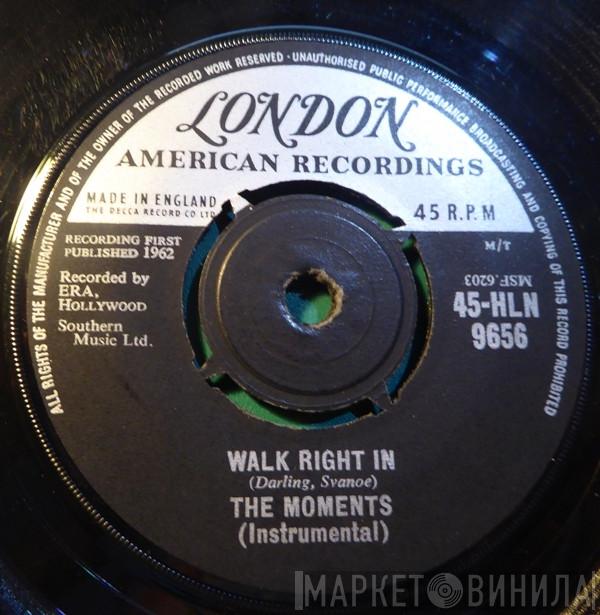 ALL RIGHTS OF THE MANUFACTURER AND OF THE OWNER OF THE RECORDED WORK RESERVED · UNAUTHORISED PUBLIC PERFORMANCE BROADCASTING AND COPYING OF THIS RECORD PROHIBITED
LONDON
AMERICAN RECORDINGS
MADE IN ENGLAND
THE DECCA RECORD CO LTD
45 R.P.M
RECORDING FIRST
PUBLISHED 1962
M/T
Recorded by
ERA,
HOLLYWOOD
MSF.6203
45-HLN
9656
Southern
Music Ltd.
WALK RIGHT IN
(Darling, Svanoe)
THE MOMENTS
(Instrumental)
МАРКЕТ ВИНИЛА